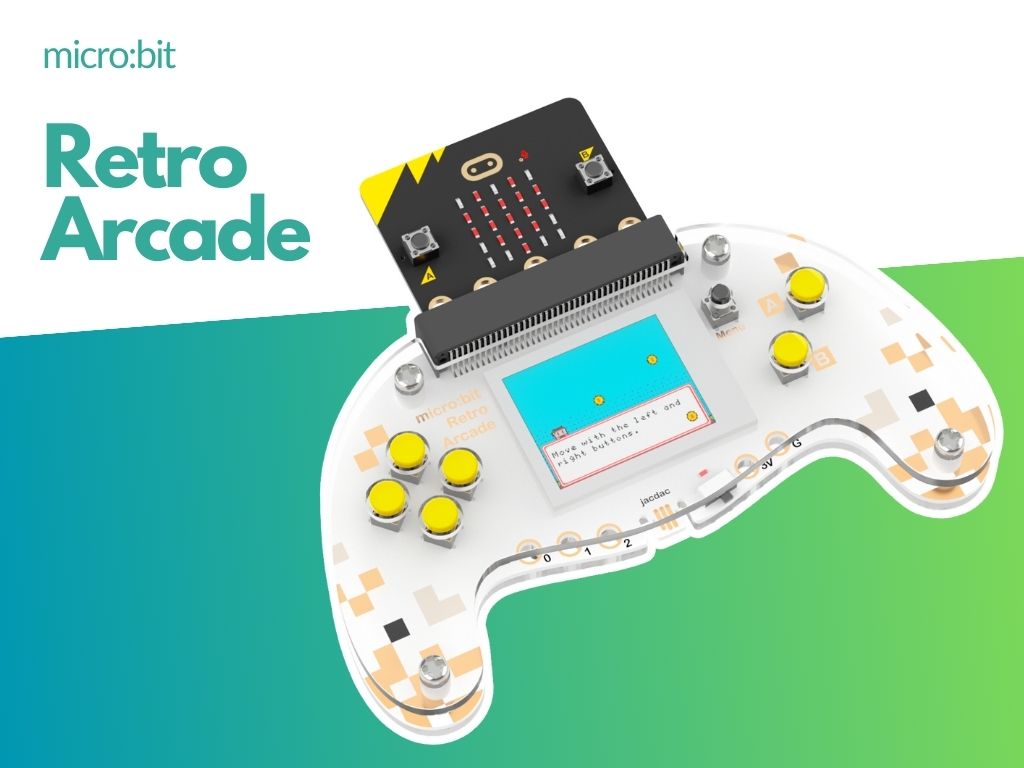 micro:bit
Retro
Arcade
A
B
Menu
A
B
micro:bit
Retro
Arcade
Move with the left and
right buttons.
jacdac
0
1
2
3V
G